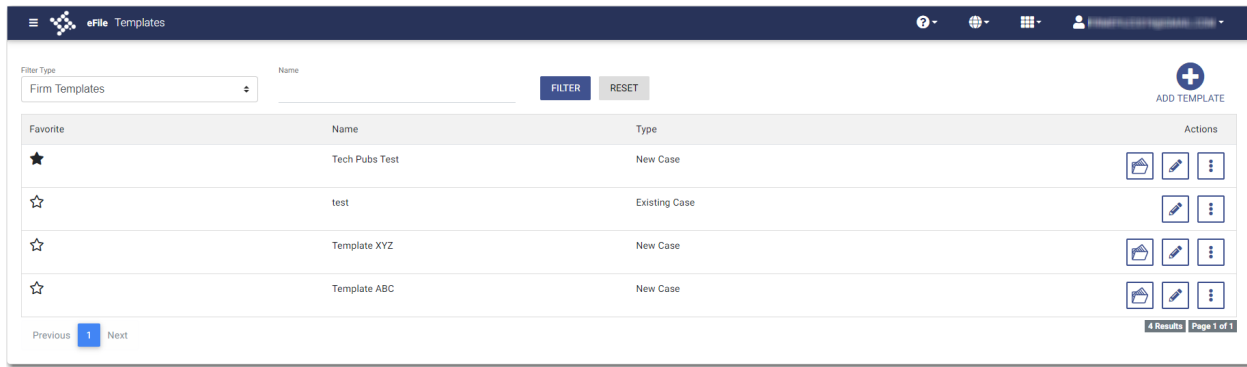 eFile Templates
Filter Type
Name
Firm Templates
FILTER
RESET
ADD TEMPLATE
Favorite Name Type Actions
Tech Pubs Test New Case
test Existing Case
Template XYZ New Case
Template ABC New Case
Previous 1 Next
4 Results Page 1 of 1